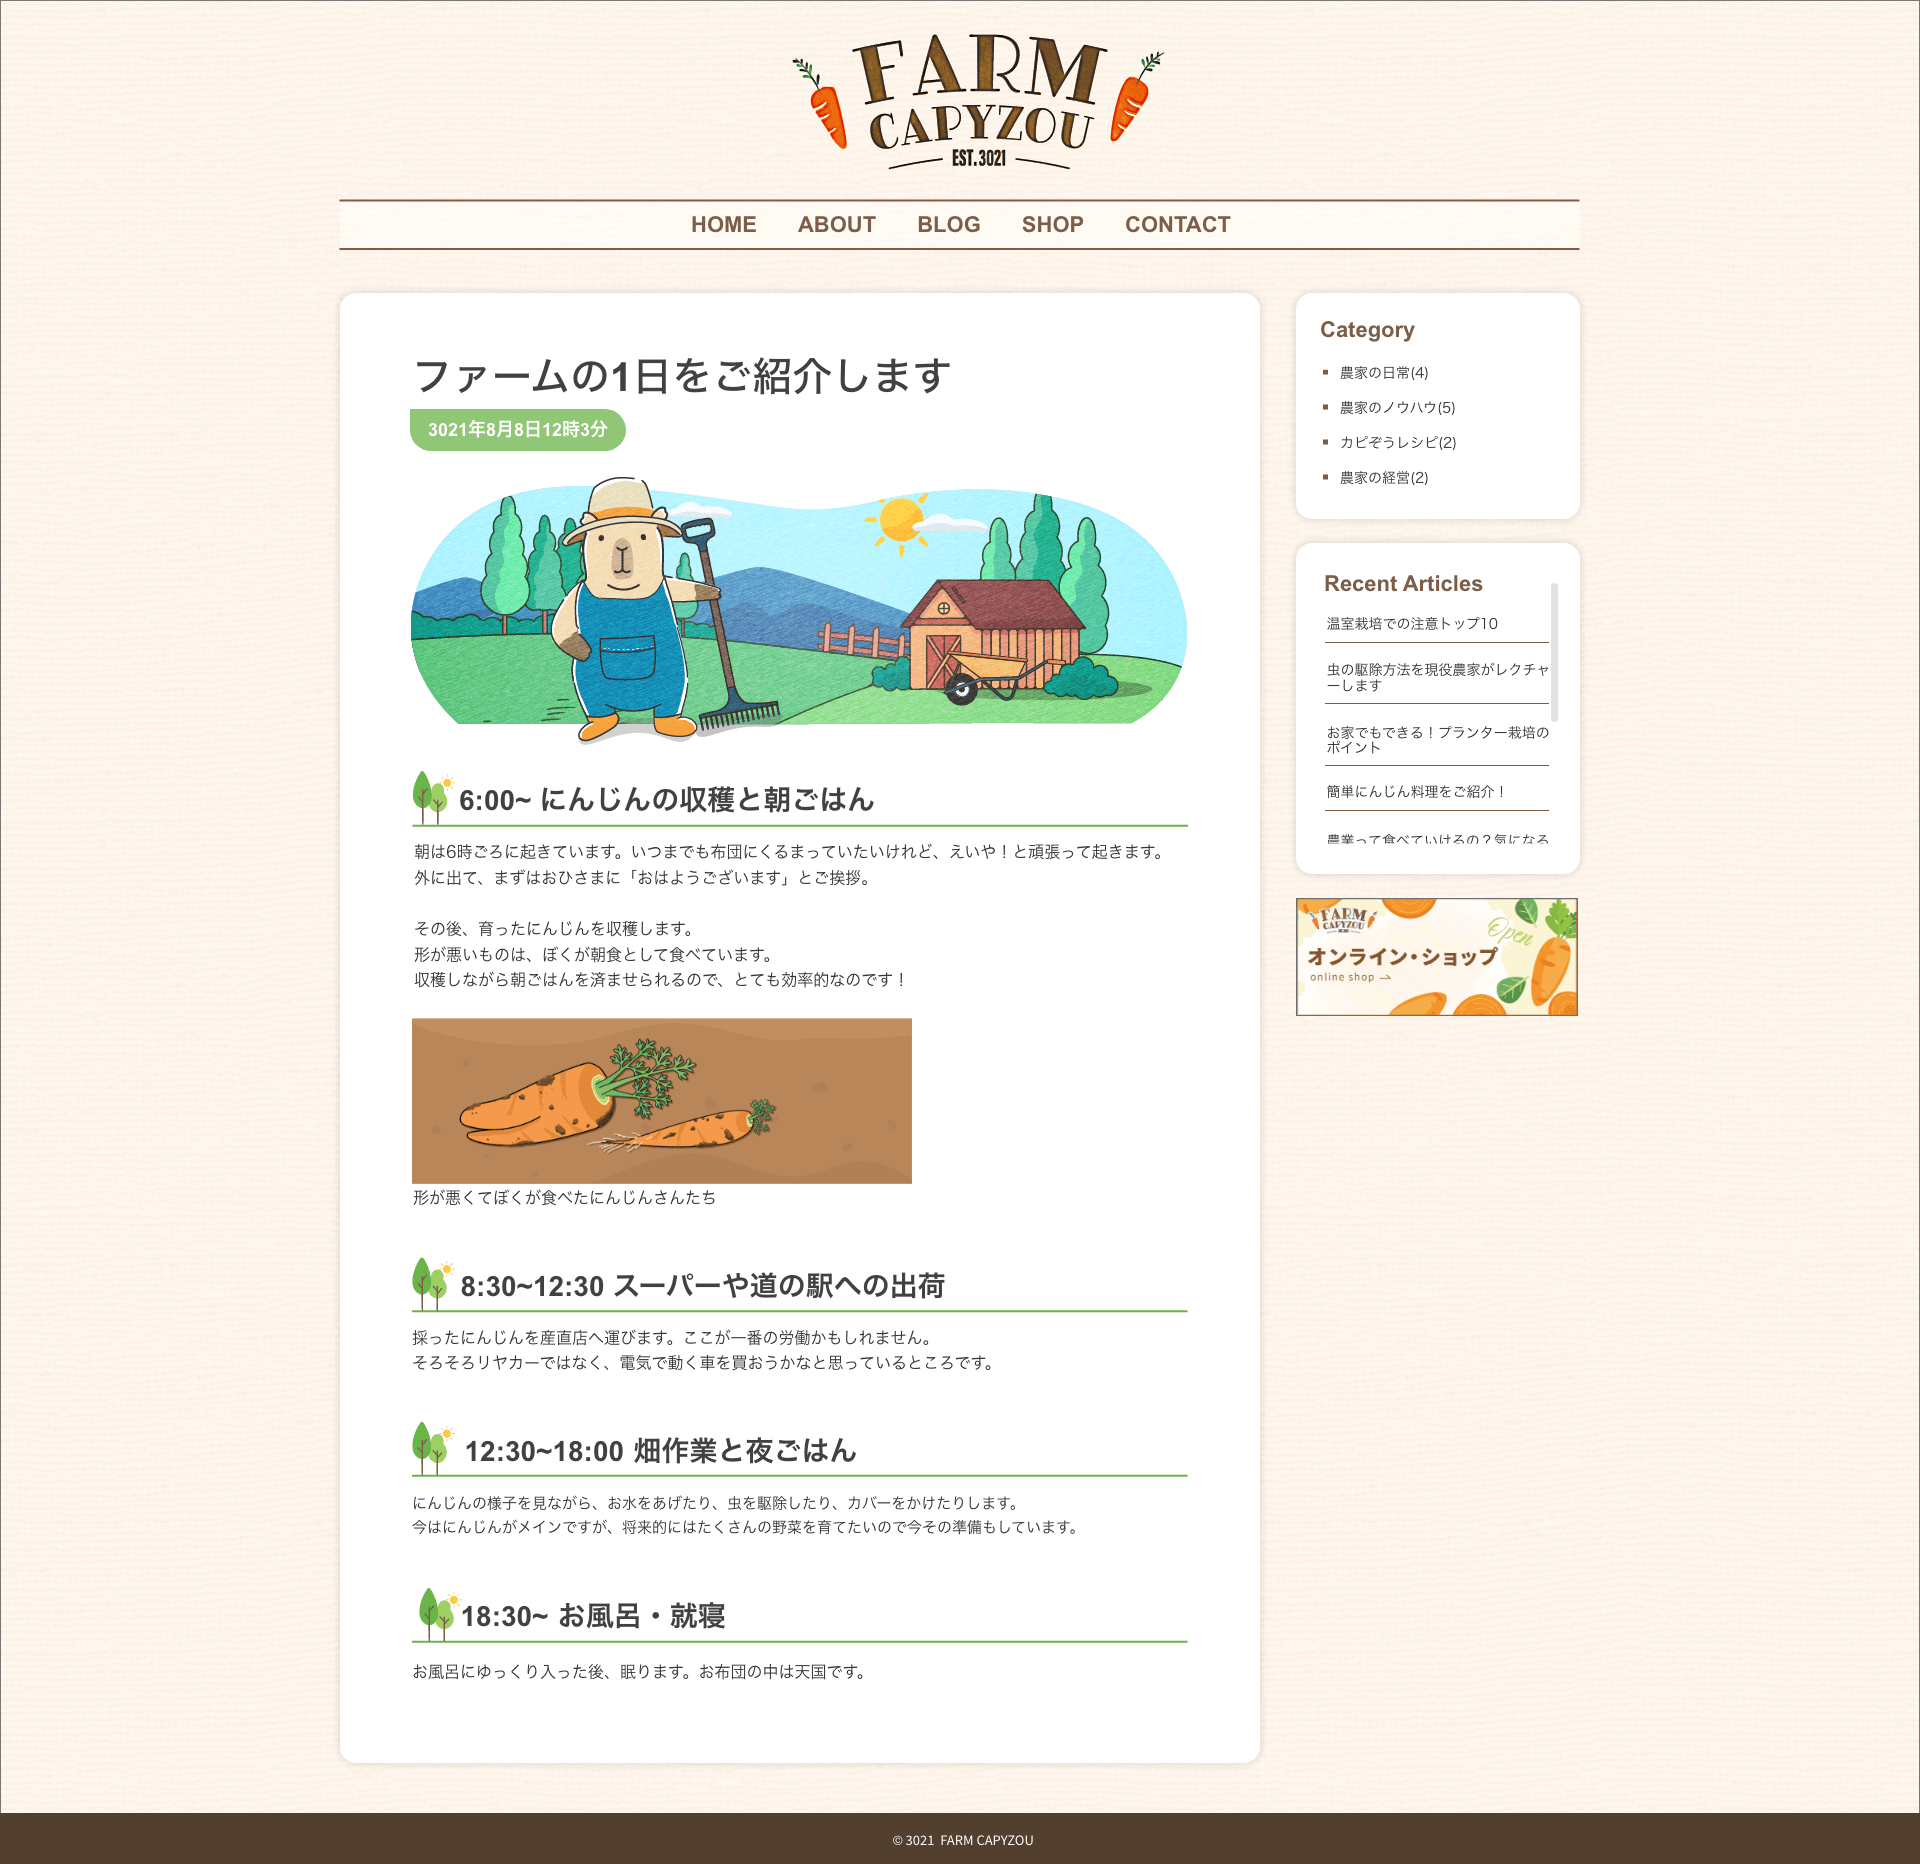 FARM
CAPYZOU
EST.3021
HOME ABOUT BLOG SHOP CONTACT
ファームの1日をご紹介します
3021年8月8日12時3分
6:00~ にんじんの収穫と朝ごはん
朝は6時ごろに起きています。いつまでも布団にくるまっていたいけれど、えいや！と頑張って起きます。
外に出て、まずはおひさまに「おはようございます」とご挨拶。
その後、育ったにんじんを収穫します。
形が悪いものは、ぼくが朝食として食べています。
収穫しながら朝ごはんを済ませられるので、とても効率的なのです！
形が悪くてぼくが食べたにんじんさんたち
8:30~12:30 スーパーや道の駅への出荷
採ったにんじんを産直店へ運びます。ここが一番の労働かもしれません。
そろそろリヤカーではなく、電気で動く車を買おうかなと思っているところです。
12:30~18:00 畑作業と夜ごはん
にんじんの様子を見ながら、お水をあげたり、虫を駆除したり、カバーをかけたりします。
今はにんじんがメインですが、将来的にはたくさんの野菜を育てたいので今その準備もしています。
18:30~ お風呂・就寝
お風呂にゆっくり入った後、眠ります。お布団の中は天国です。
Category
農家の日常(4)
農家のノウハウ(5)
カピぞうレシピ(2)
農家の経営(2)
Recent Articles
温室栽培での注意トップ10
虫の駆除方法を現役農家がレクチャ
ーします
お家でもできる！プランター栽培の
ポイント
簡単にんじん料理をご紹介！
農業って食べていけるの？気になる
FARM
CAPYZOU
Open
オンライン・ショップ
online shop →
© 3021 FARM CAPYZOU